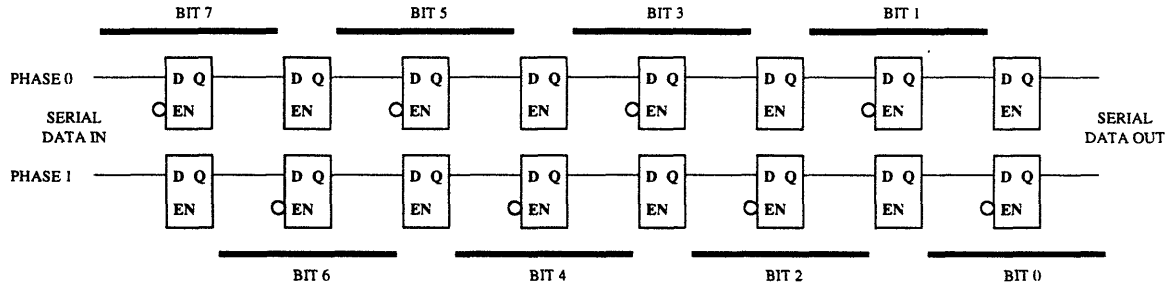 BIT 7 BIT 5 BIT 3 BIT 1
PHASE 0 D Q D Q D Q D Q D Q D Q D Q D Q
EN EN EN EN EN EN EN EN
SERIAL DATA IN
SERIAL DATA OUT
PHASE 1 D Q D Q D Q D Q D Q D Q D Q D Q
EN EN EN EN EN EN EN EN
BIT 6 BIT 4 BIT 2 BIT 0